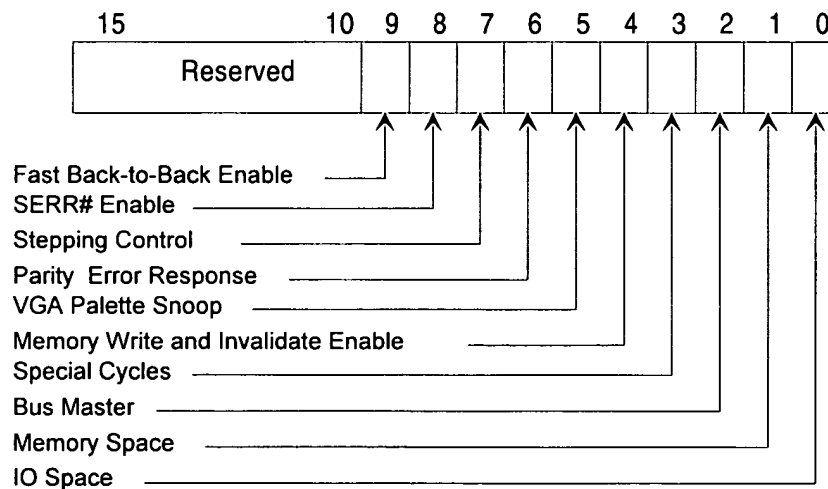 15 10 9 8 7 6 5 4 3 2 1 0
Reserved
Fast Back-to-Back Enable
SERR# Enable
Stepping Control
Parity Error Response
VGA Palette Snoop
Memory Write and Invalidate Enable
Special Cycles
Bus Master
Memory Space
IO Space